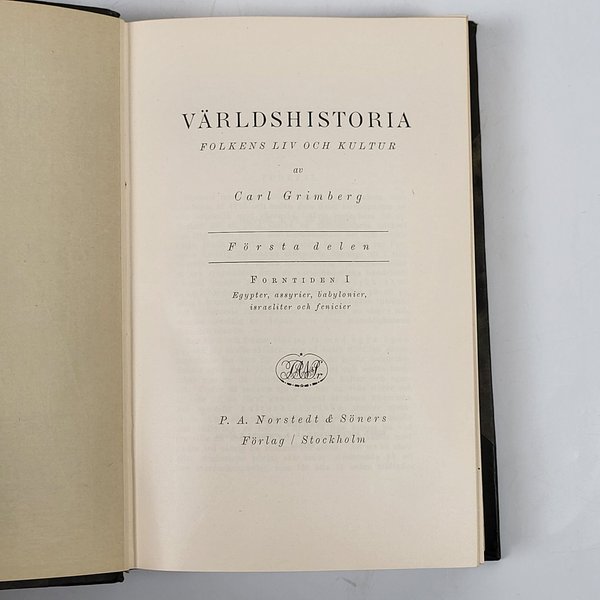 VÄRLDSHISTORIA
FOLKENS LIV OCH KULTUR
av
Carl Grimberg
Första delen
FORNTIDEN I
Egypter, assyrier, babylonier,
israeliter och fenicier
P. A. Norstedt & Söners
Förlag / Stockholm